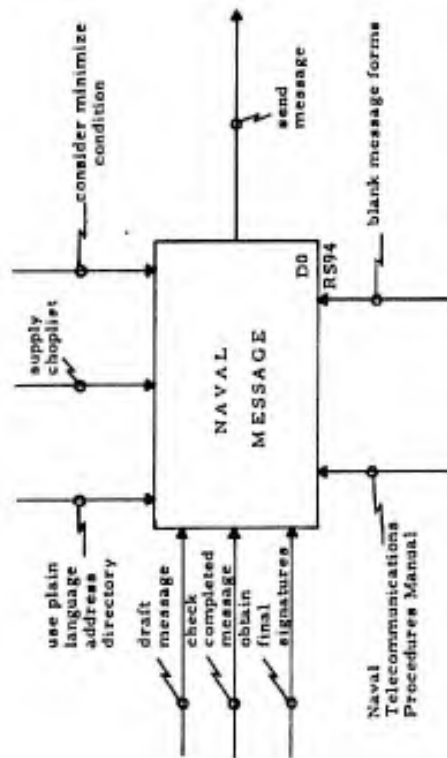 use plain
language
address
directory
supply
choplist
consider minimize
condition
draft
message
check
completed
message
obtain
final
signatures
NAVAL
MESSAGE
D0
RS94
send
message
Naval
Telecommunications
Procedures Manual
blank message forms